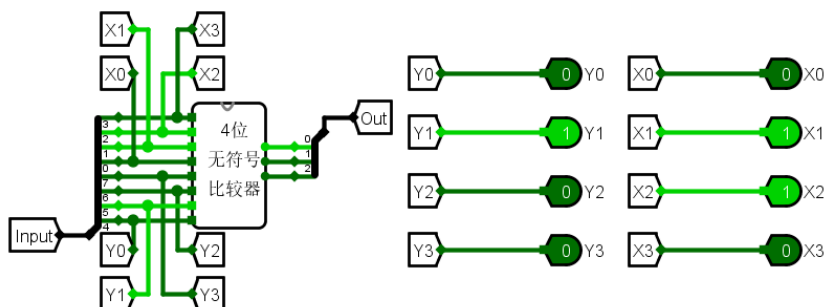 X1 X3
X0 X2
3
2
1
0
7
6
5
4
4位
无符号
比较器
0
1
2
Out
Input
Y0 Y2
Y1 Y3
Y0 0 Y0 X0 0 X0
Y1 1 Y1 X1 1 X1
Y2 0 Y2 X2 1 X2
Y3 0 Y3 X3 0 X3